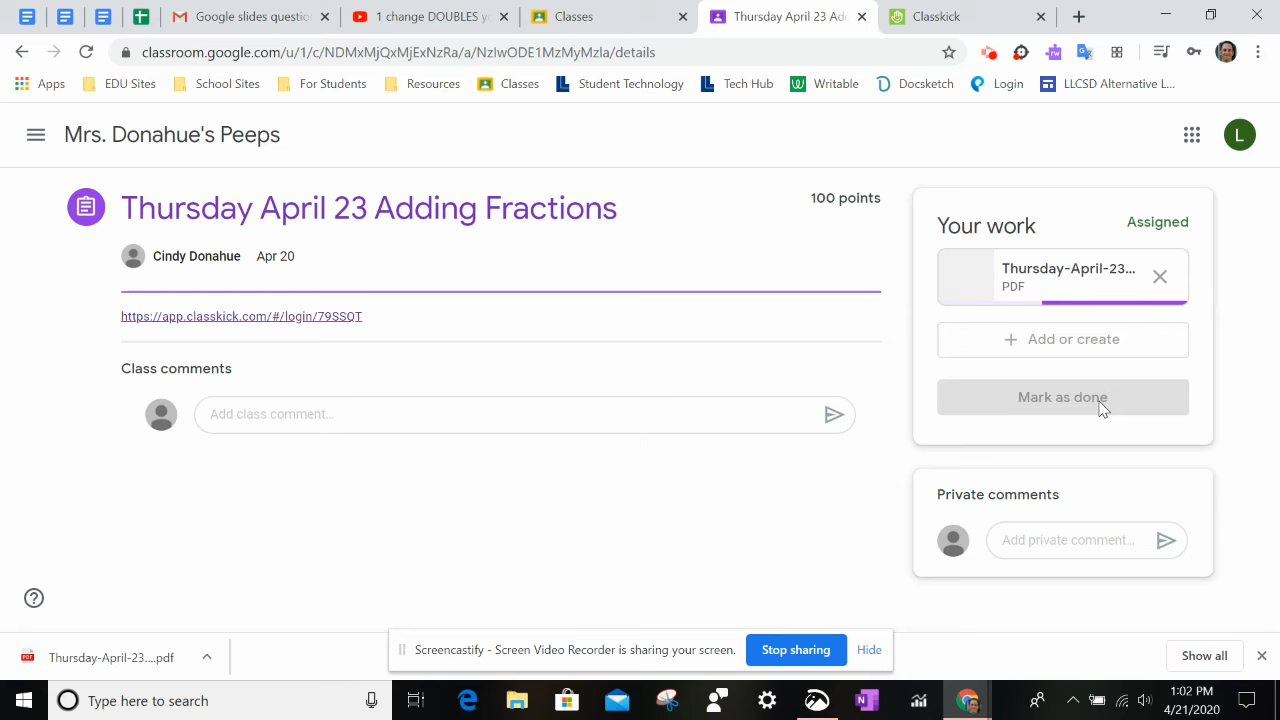 Google slides questio
1 change DOUBLES y
Classes
Thursday April 23 Add
Classkick
classroom.google.com/u/1/c/NDMxMjQxMjExNzRa/a/NzIwODE1MzMyMzla/details
Apps
EDU Sites
School Sites
For Students
Resources
Classes
Student Technology
Tech Hub
Writable
Docsketch
Login
LLCSD Alternative L...
Mrs. Donahue's Peeps
L
Thursday April 23 Adding Fractions
100 points
Cindy Donahue Apr 20
https://app.classkick.com/#/login/79SSQT
Class comments
Add class comment...
Your work
Assigned
Thursday-April-23...
PDF
+ Add or create
Mark as done
Private comments
Add private comment...
Thursday-April-23....pdf
Screencastify - Screen Video Recorder is sharing your screen.
Stop sharing
Hide
Show all
Type here to search
1:02 PM
4/21/2020